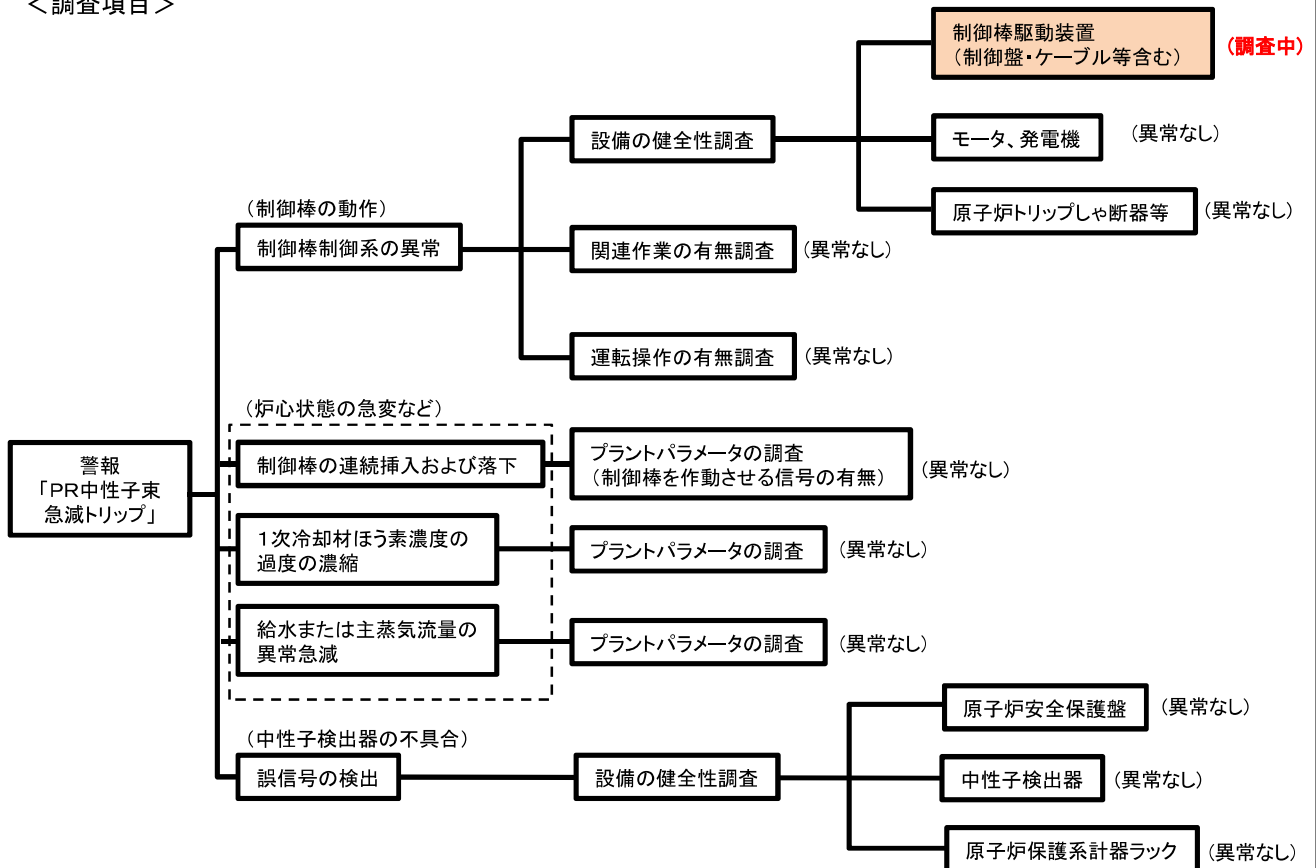 ＜調査項目＞
制御棒駆動装置
（制御盤・ケーブル等含む）
（調査中）
設備の健全性調査
モータ、発電機
（異常なし）
（制御棒の動作）
原子炉トリップしゃ断器等
（異常なし）
制御棒制御系の異常
関連作業の有無調査
（異常なし）
運転操作の有無調査
（異常なし）
（炉心状態の急変など）
警報
「PR中性子束
急減トリップ」
制御棒の連続挿入および落下
プラントパラメータの調査
（制御棒を作動させる信号の有無）
（異常なし）
１次冷却材ほう素濃度の
過度の濃縮
プラントパラメータの調査
（異常なし）
給水または主蒸気流量の
異常急減
プラントパラメータの調査
（異常なし）
原子炉安全保護盤
（異常なし）
（中性子検出器の不具合）
誤信号の検出
設備の健全性調査
中性子検出器
（異常なし）
原子炉保護系計器ラック
（異常なし）